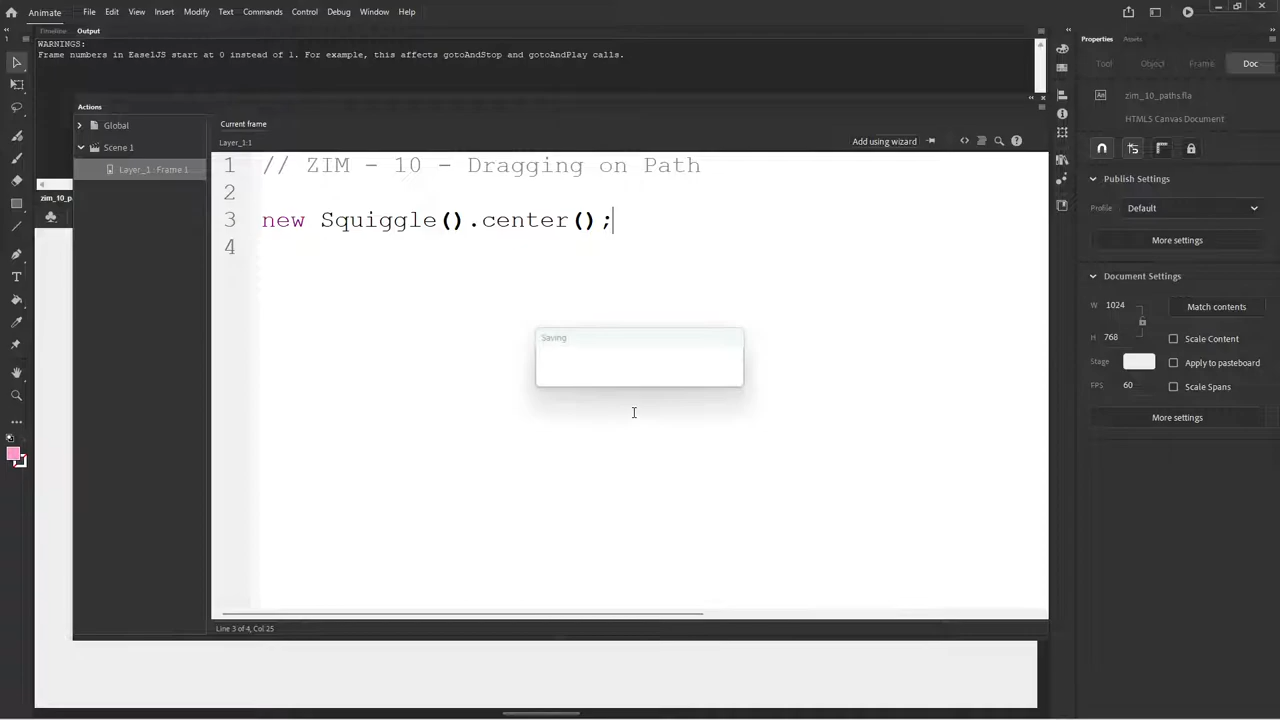 Animate
File Edit View Insert Modify Text Commands Control Debug Window Help
Timeline Output
WARNINGS:
Frame numbers in EaselJS start at 0 instead of 1. For example, this affects gotoAndStop and gotoAndPlay calls.
Actions
Global
Scene 1
Layer_1 : Frame 1
zim_10_p
Current frame
Layer_1:1
Add using wizard
1 // ZIM - 10 - Dragging on Path
2
3 new Squiggle().center();
4
Saving
Line 3 of 4, Col 25
Properties Assets
Tool Object Frame Doc
An zim_10_paths.fla
HTML5 Canvas Document
Publish Settings
Profile Default
More settings
Document Settings
W 1024 Match contents
H 768 Scale Content
Stage Apply to pasteboard
FPS 60 Scale Spans
More settings